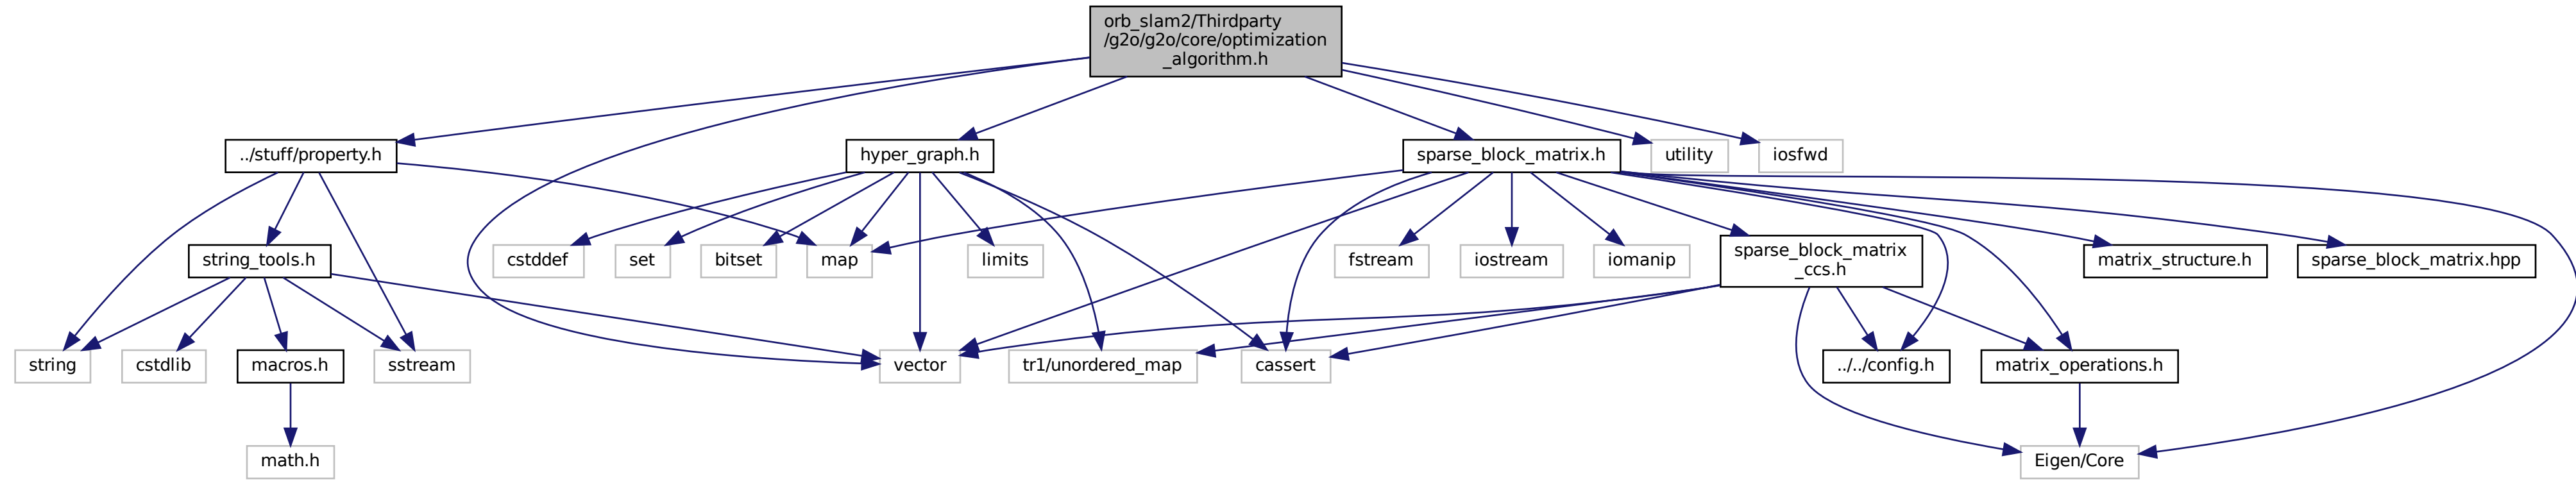 orb_slam2/Thirdparty
/g2o/g2o/core/optimization
_algorithm.h
../stuff/property.h
hyper_graph.h
sparse_block_matrix.h
utility
iosfwd
string_tools.h
cstddef
set
bitset
map
limits
fstream
iostream
iomanip
sparse_block_matrix
_ccs.h
matrix_structure.h
sparse_block_matrix.hpp
string
cstdlib
macros.h
sstream
vector
tr1/unordered_map
cassert
../../config.h
matrix_operations.h
math.h
Eigen/Core